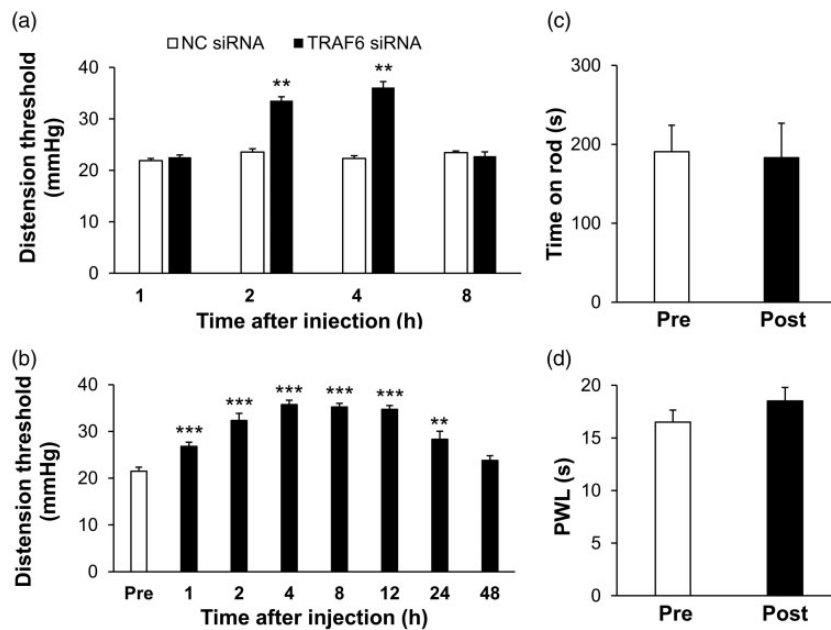 (a)
NC siRNA TRAF6 siRNA
Distension threshold
(mmHg)
40
30
20
10
0
** **
1 2 4 8
Time after injection (h)
(b)
Distension threshold
(mmHg)
40
30
20
10
0
*** *** *** *** *** **
Pre 1 2 4 8 12 24 48
Time after injection (h)
(c)
Time on rod (s)
300
200
100
0
Pre Post
(d)
PWL (s)
20
15
10
5
0
Pre Post